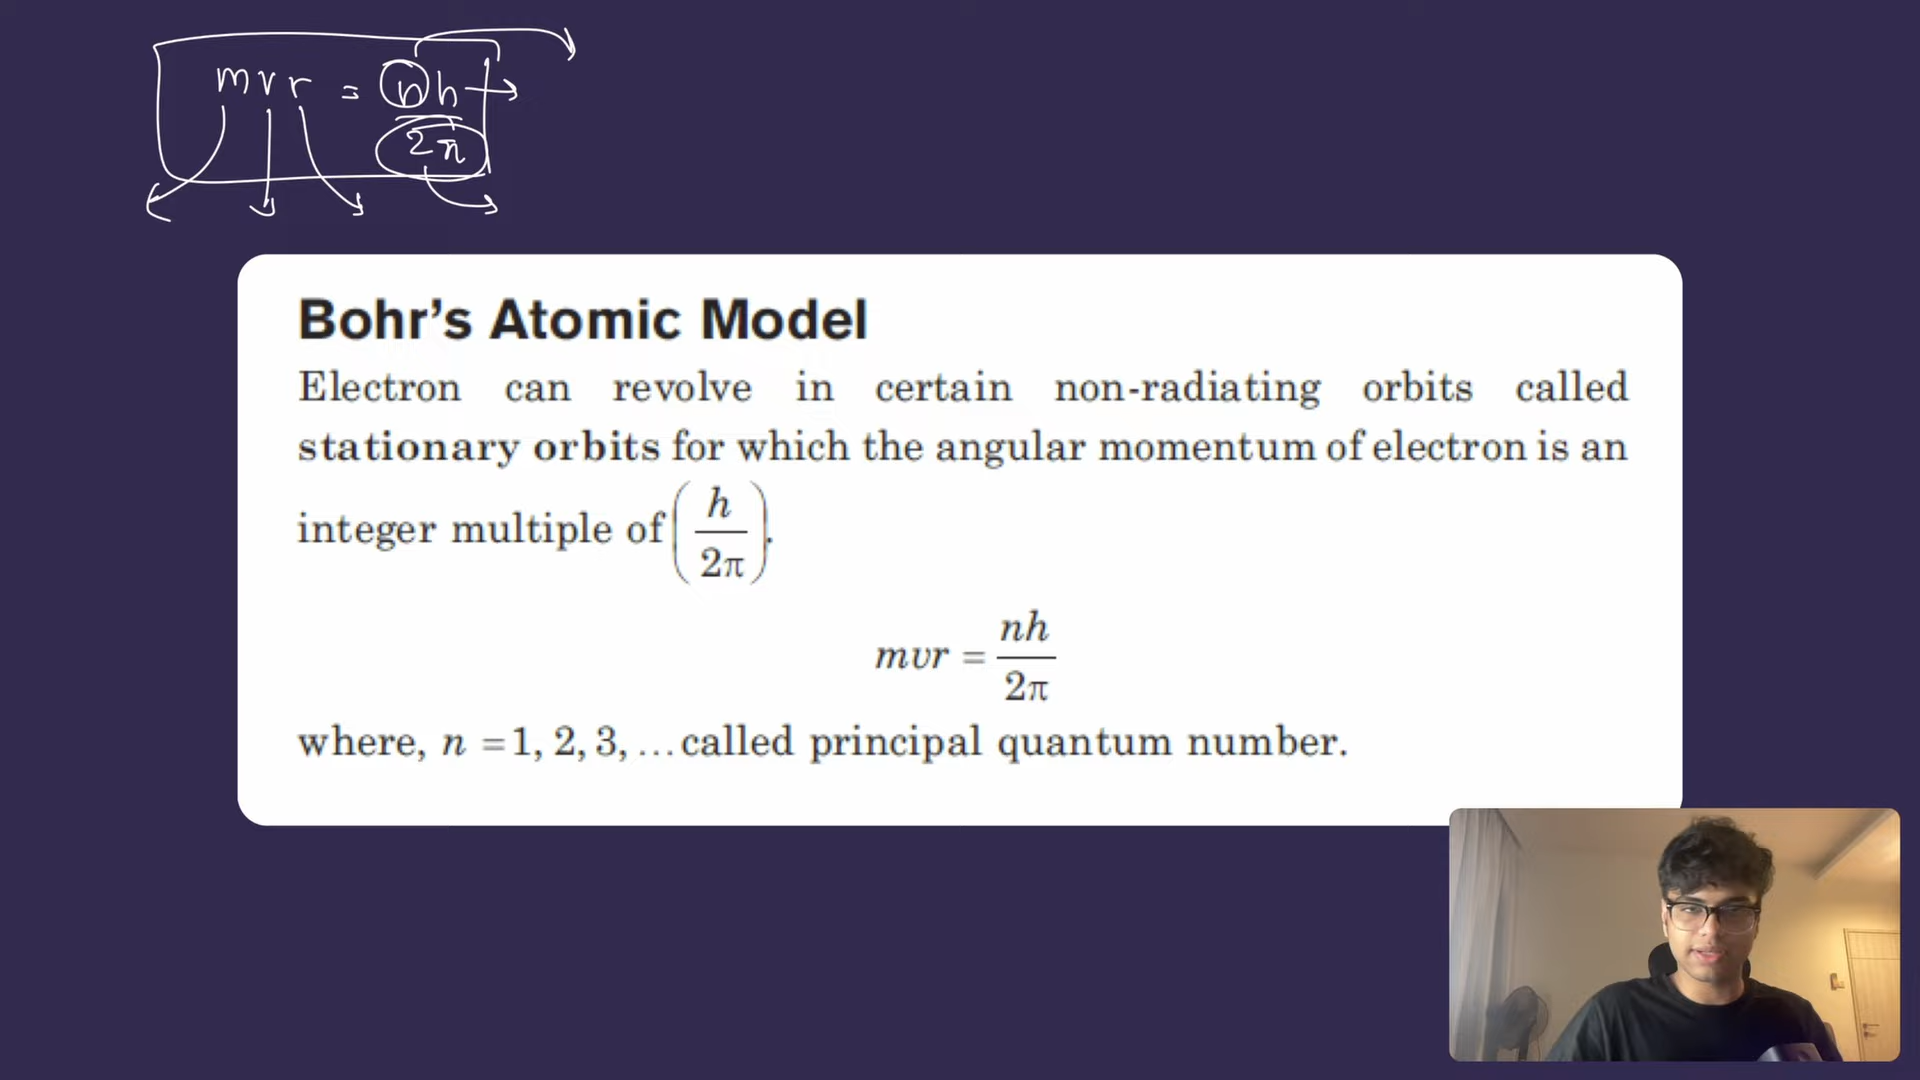 mvr = nh
2π
Bohr's Atomic Model
Electron can revolve in certain non-radiating orbits called
stationary orbits for which the angular momentum of electron is an
integer multiple of (h/2π).
mvr = nh/2π
where, n = 1, 2, 3, ... called principal quantum number.